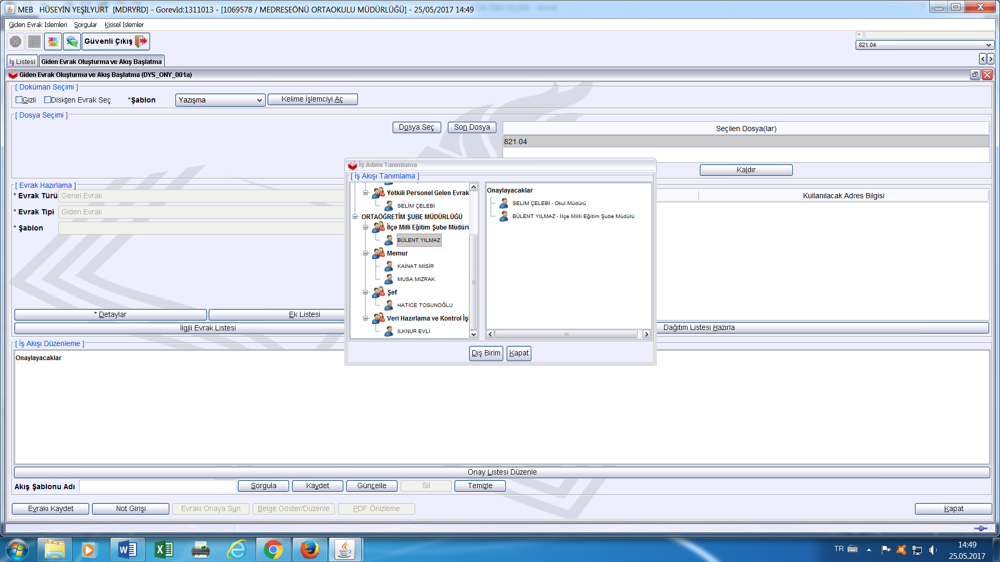 MEB   HÜSEYİN YEŞİLYURT  [MDRYRD] - GorevId:1311013 - [1069578 / MEDRESEÖNÜ ORTAOKULU MÜDÜRLÜĞÜ] - 25/05/2017 14:49
Giden Evrak Islemleri   Sorgular   Kisisel Islemler
Güvenli Çıkış
821.04
İş Listesi   Giden Evrak Oluşturma ve Akış Başlatma
Giden Evrak Oluşturma ve Akış Başlatma (DYS_ONY_001a)
[ Doküman Seçimi ]
Gizli   Diskten Evrak Seç   *Şablon   Yazışma   Kelime İşlemciyi Aç
[ Dosya Seçimi ]
Dosya Seç   Son Dosya   Seçilen Dosya(lar)
821.04
Kaldır
İş Adımı Tanımlama
[ İş Akışı Tanımlama ]
Yetkili Personel Gelen Evrak
SELİM ÇELEBİ
ORTAÖĞRETİM ŞUBE MÜDÜRLÜĞÜ
İlçe Milli Eğitim Şube Müdürü
BÜLENT YILMAZ
Memur
KAİNAT MİSİR
MUSA MIZRAK
Şef
HATİCE TOSUNOĞLU
Veri Hazırlama ve Kontrol İş
İLKNUR EVLİ
Onaylayacaklar
SELİM ÇELEBİ - Okul Müdürü
BÜLENT YILMAZ - İlçe Milli Eğitim Şube Müdürü
Dış Birim   Kapat
[ Evrak Hazırlama ]
* Evrak Türü   Genel Evrak
* Evrak Tipi   Giden Evrak
* Şablon
Kullanılacak Adres Bilgisi
* Detaylar   Ek Listesi
İlgili Evrak Listesi   Dağıtım Listesi Hazırla
[ İş Akışı Düzenleme ]
Onaylayacaklar
Onay Listesi Düzenle
Akış Şablonu Adı   Sorgula   Kaydet   Güncelle   Sil   Temizle
Evrakı Kaydet   Not Girişi   Evrakı Onaya Sun   Belge Göster/Düzenle   PDF Önizleme   Kapat
TR   14:49
25.05.2017